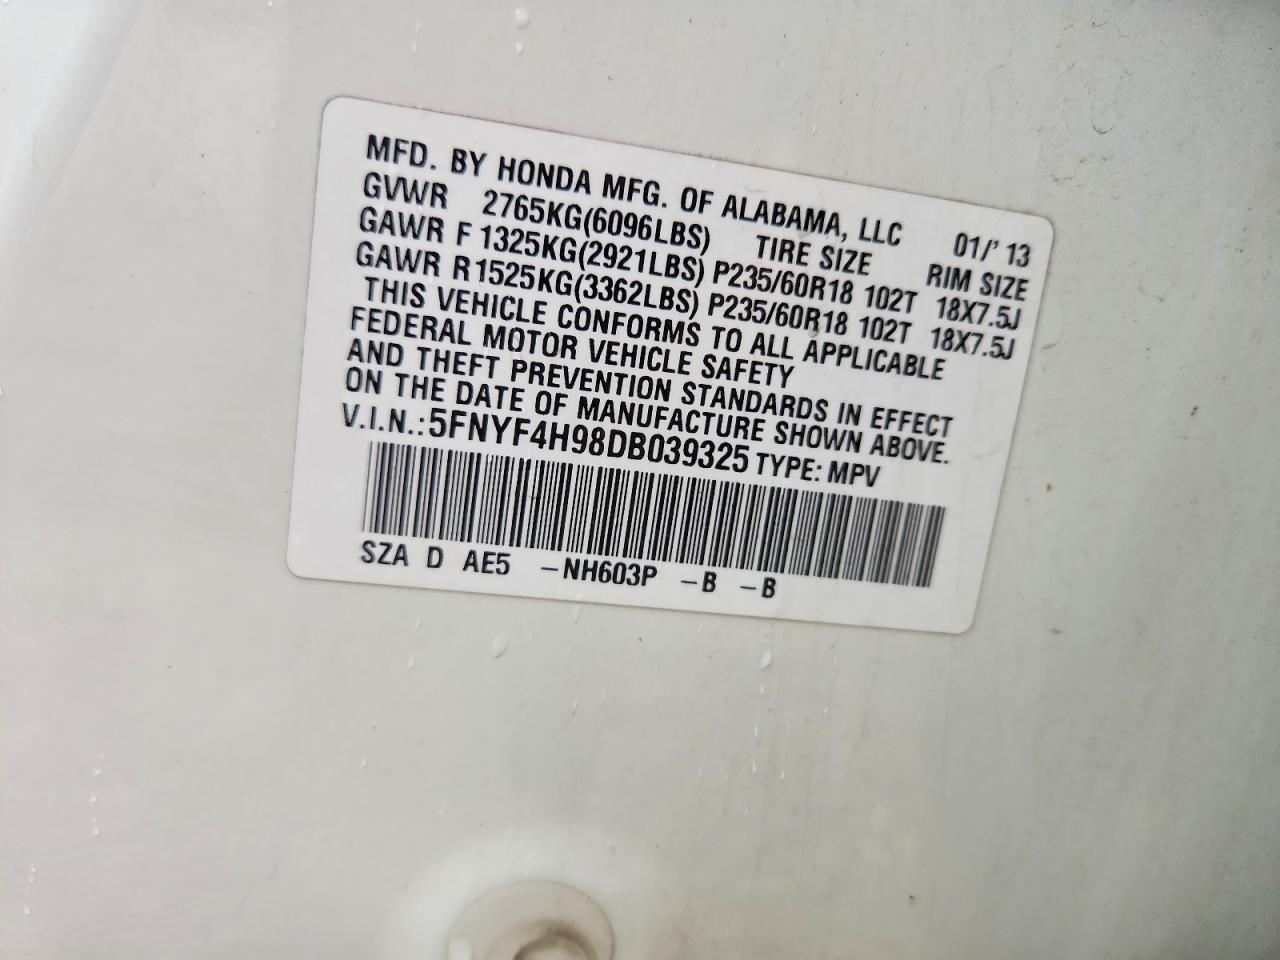 MFD. BY HONDA MFG. OF ALABAMA, LLC 01/'13
GVWR 2765KG(6096LBS) TIRE SIZE RIM SIZE
GAWR F 1325KG(2921LBS) P235/60R18 102T 18X7.5J
GAWR R 1525KG(3362LBS) P235/60R18 102T 18X7.5J
THIS VEHICLE CONFORMS TO ALL APPLICABLE
FEDERAL MOTOR VEHICLE SAFETY
AND THEFT PREVENTION STANDARDS IN EFFECT
ON THE DATE OF MANUFACTURE SHOWN ABOVE.
V.I.N.: 5FNYF4H98DB039325 TYPE: MPV
SZA D AE5 -NH603P -B -B